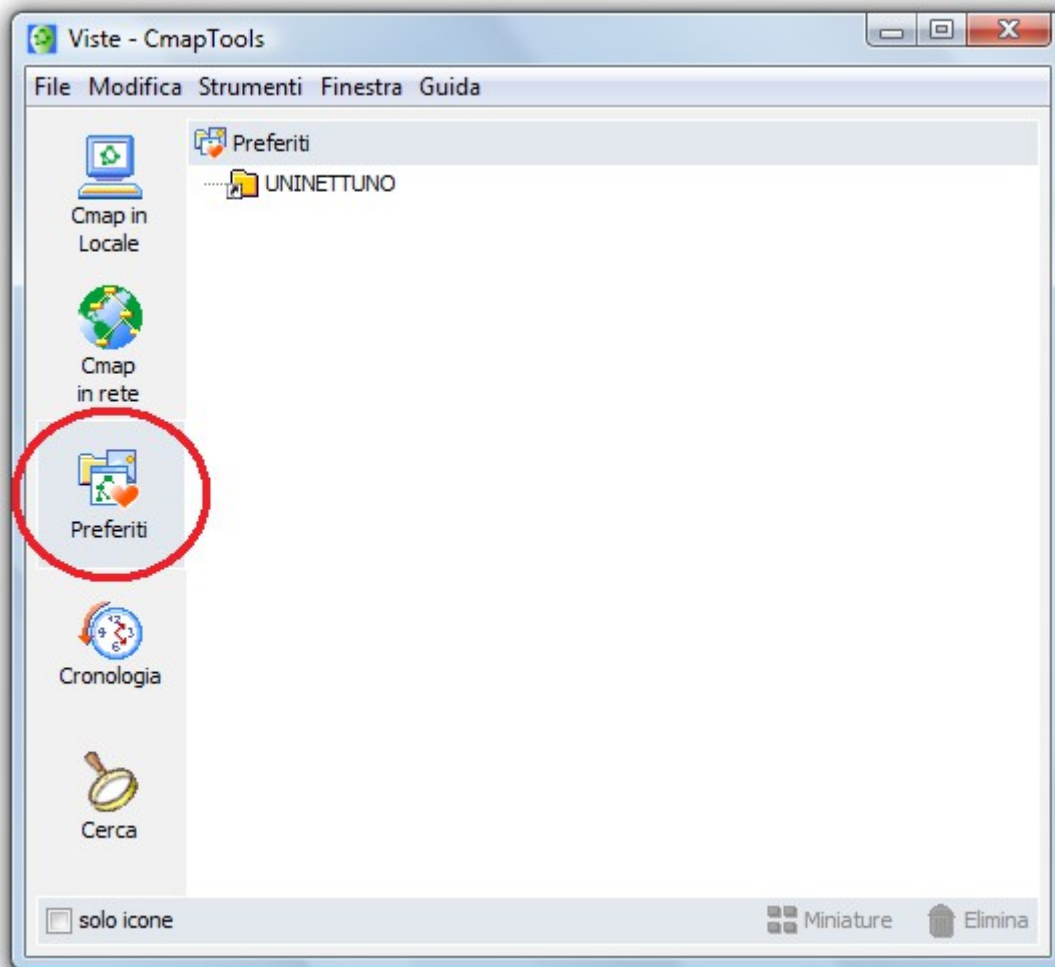 Viste - CmapTools
File Modifica Strumenti Finestra Guida
Preferiti
UNINETTUNO
Cmap in
Locale
Cmap
in rete
Preferiti
Cronologia
Cerca
solo icone
Miniature
Elimina